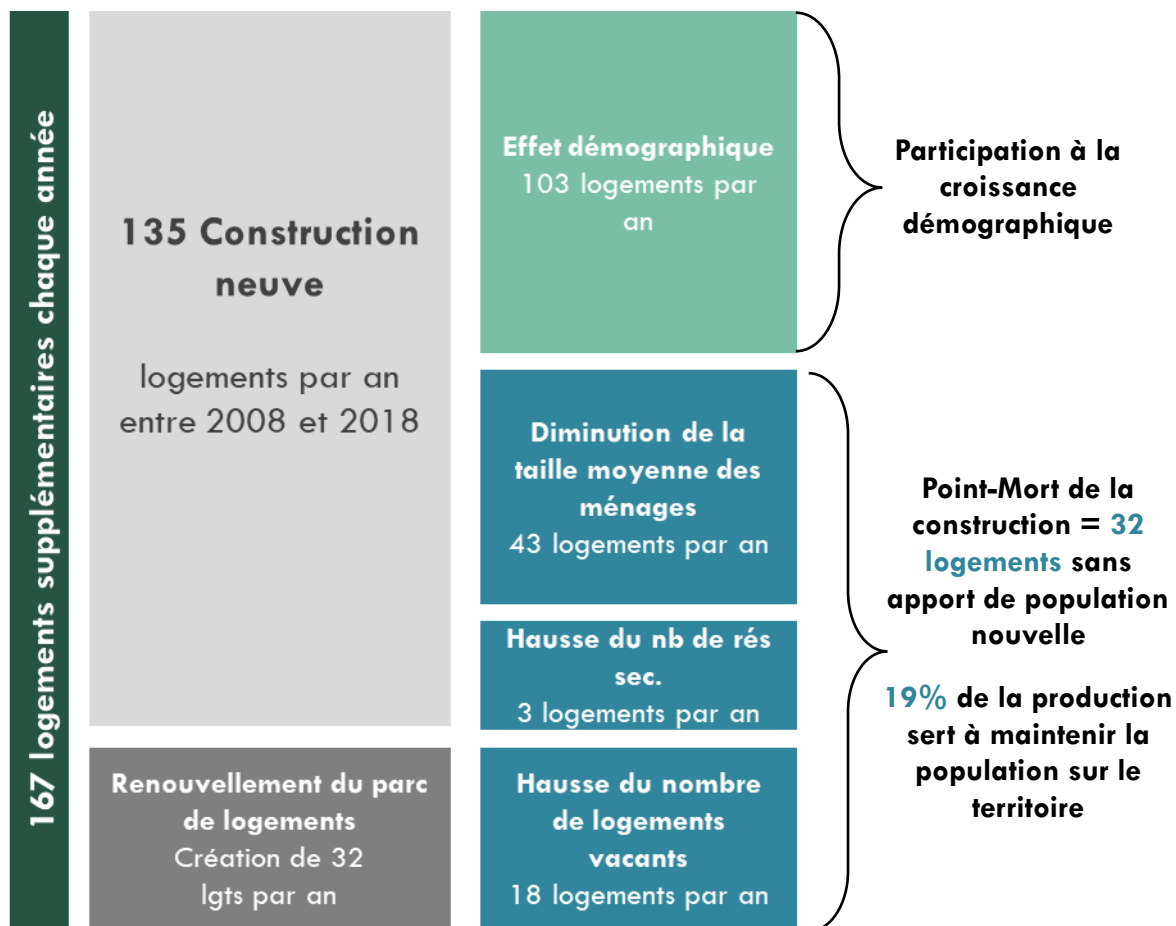 167 logements supplémentaires chaque année
135 Construction
neuve
logements par an
entre 2008 et 2018
Renouvellement du parc
de logements
Création de 32
lgts par an
Effet démographique
103 logements par
an
Diminution de la
taille moyenne des
ménages
43 logements par an
Hausse du nb de rés
sec.
3 logements par an
Hausse du nombre
de logements
vacants
18 logements par an
Participation à la
croissance
démographique
Point-Mort de la
construction = 32
logements sans
apport de population
nouvelle
19% de la production
sert à maintenir la
population sur le
territoire